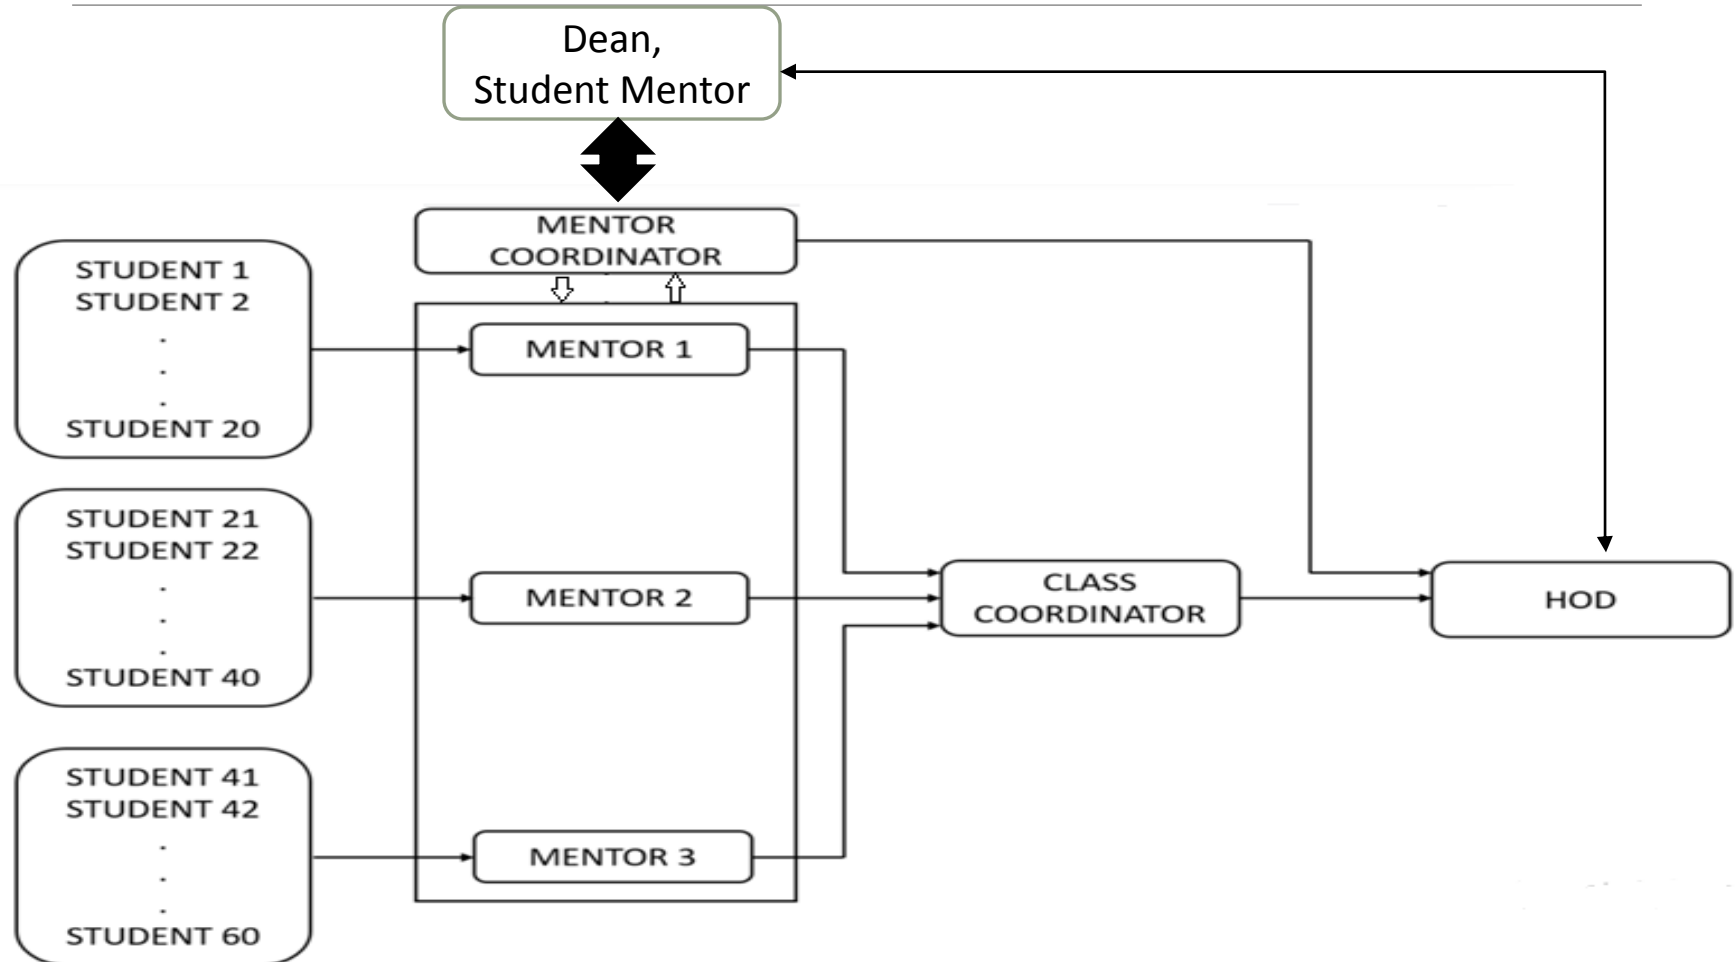 Dean,
Student Mentor
MENTOR
COORDINATOR
STUDENT 1
STUDENT 2
.
.
.
STUDENT 20
MENTOR 1
STUDENT 21
STUDENT 22
.
.
.
STUDENT 40
MENTOR 2
CLASS
COORDINATOR
HOD
STUDENT 41
STUDENT 42
.
.
.
STUDENT 60
MENTOR 3